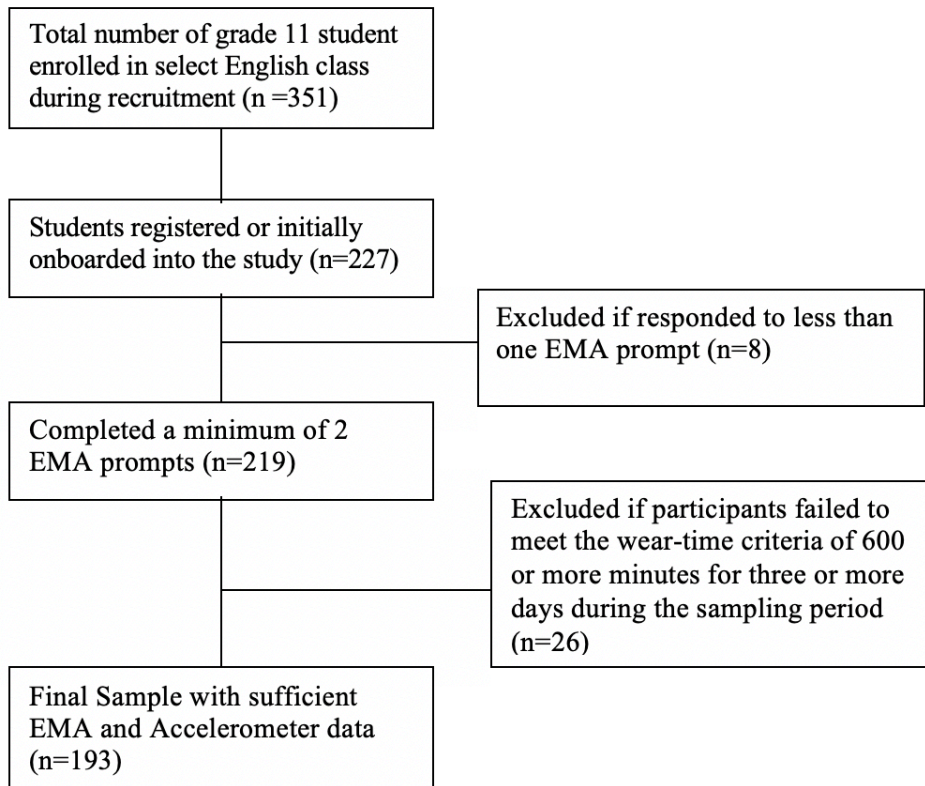 Total number of grade 11 student
enrolled in select English class
during recruitment (n =351)
Students registered or initially
onboarded into the study (n=227)
Excluded if responded to less than
one EMA prompt (n=8)
Completed a minimum of 2
EMA prompts (n=219)
Excluded if participants failed to
meet the wear-time criteria of 600
or more minutes for three or more
days during the sampling period
(n=26)
Final Sample with sufficient
EMA and Accelerometer data
(n=193)